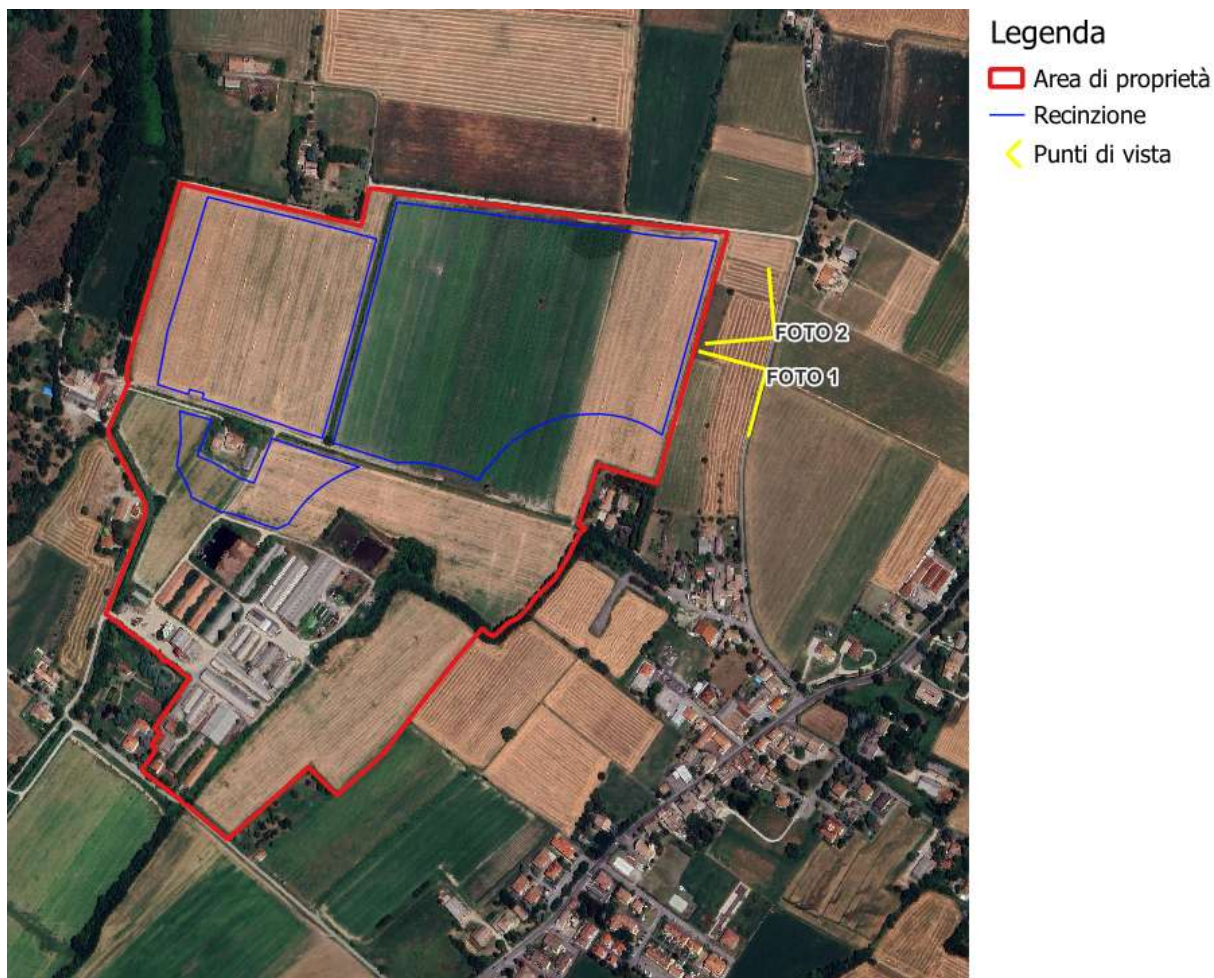 Legenda
Area di proprietà
Recinzione
Punti di vista
FOTO 2
FOTO 1